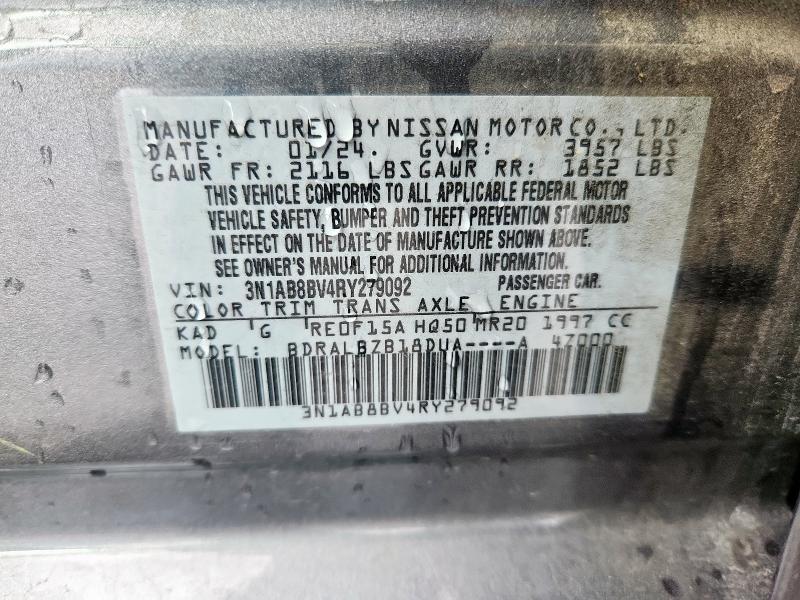 MANUFACTURED BY NISSAN MOTOR CO., LTD.
DATE: 01/24. GVWR: 3957 LBS
GAWR FR: 2116 LBS GAWR RR: 1852 LBS
THIS VEHICLE CONFORMS TO ALL APPLICABLE FEDERAL MOTOR
VEHICLE SAFETY, BUMPER AND THEFT PREVENTION STANDARDS
IN EFFECT ON THE DATE OF MANUFACTURE SHOWN ABOVE.
SEE OWNER'S MANUAL FOR ADDITIONAL INFORMATION.
VIN: 3N1AB8BV4RY279092 PASSENGER CAR.
COLOR TRIM TRANS AXLE ENGINE
KAD G RE0F15A HQ50 MR20 1997 CC
MODEL: BDRALBZB18DUA----A 4Z000
3N1AB8BV4RY279092